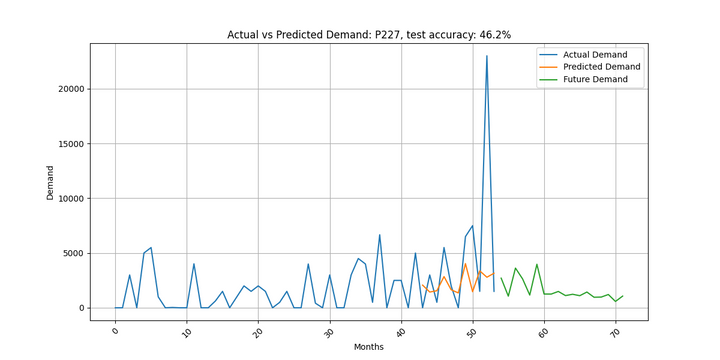 Actual vs Predicted Demand: P227, test accuracy: 46.2%
Actual Demand
Predicted Demand
Future Demand
Demand
20000
15000
10000
5000
0
0 10 20 30 40 50 60 70
Months